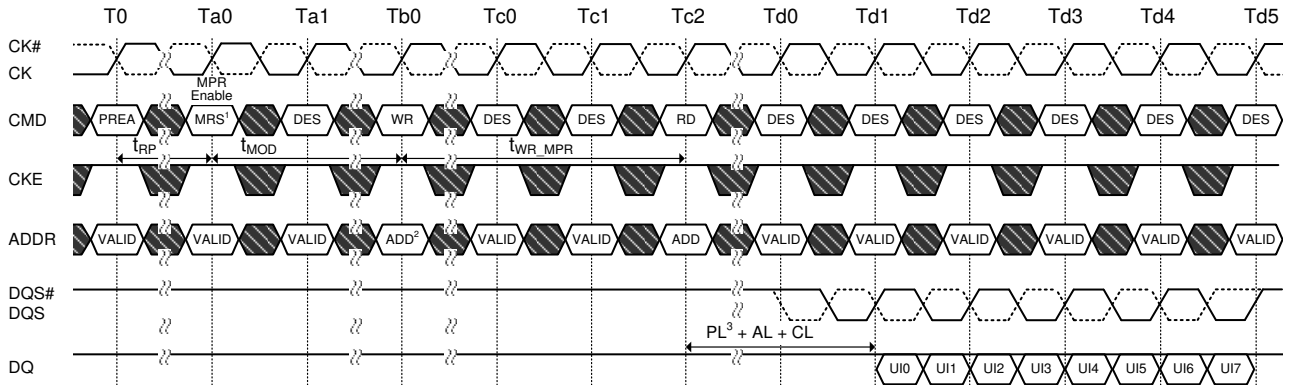 T0 Ta0 Ta1 Tb0 Tc0 Tc1 Tc2 Td0 Td1 Td2 Td3 Td4 Td5
CK#
CK
MPR
Enable
CMD PREA MRS¹ DES WR DES DES RD DES DES DES DES DES DES
tRP tMOD tWR_MPR
CKE
ADDR VALID VALID VALID ADD² VALID VALID ADD VALID VALID VALID VALID VALID VALID
DQS#
DQS
PL³ + AL + CL
DQ UI0 UI1 UI2 UI3 UI4 UI5 UI6 UI7